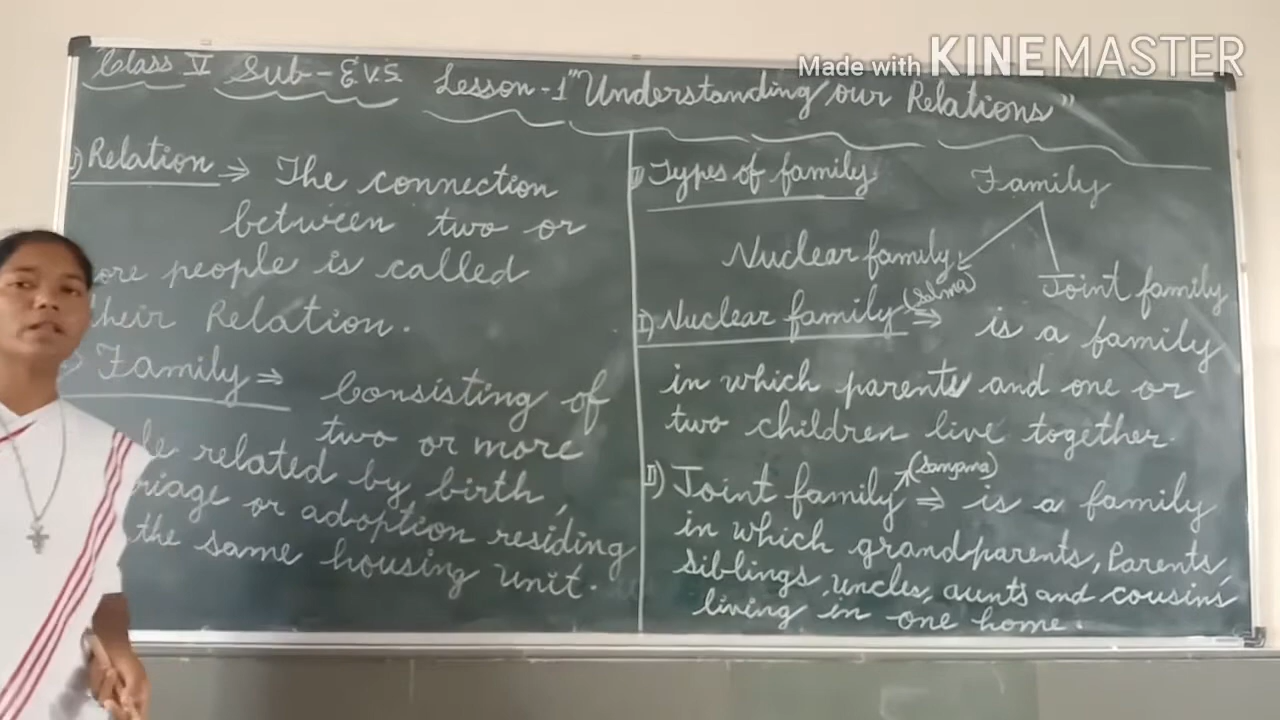 Made with KINEMASTER
Class V Sub - E.V.S. Lesson - 1 "Understanding our Relations"
I) Relation ⇒ The connection
between two or
ore people is called
heir Relation.
Family ⇒ Consisting of
two or more
le related by birth,
riage or adoption residing
the same housing unit.
III) Types of family
Family
Nuclear family
Joint family
(Salma)
I) Nuclear family ⇒ is a family
in which parents and one or
two children live together.
(Sangma)
II) Joint family ⇒ is a family
in which grandparents, Parents,
siblings, uncles, aunts and cousins
living in one home.